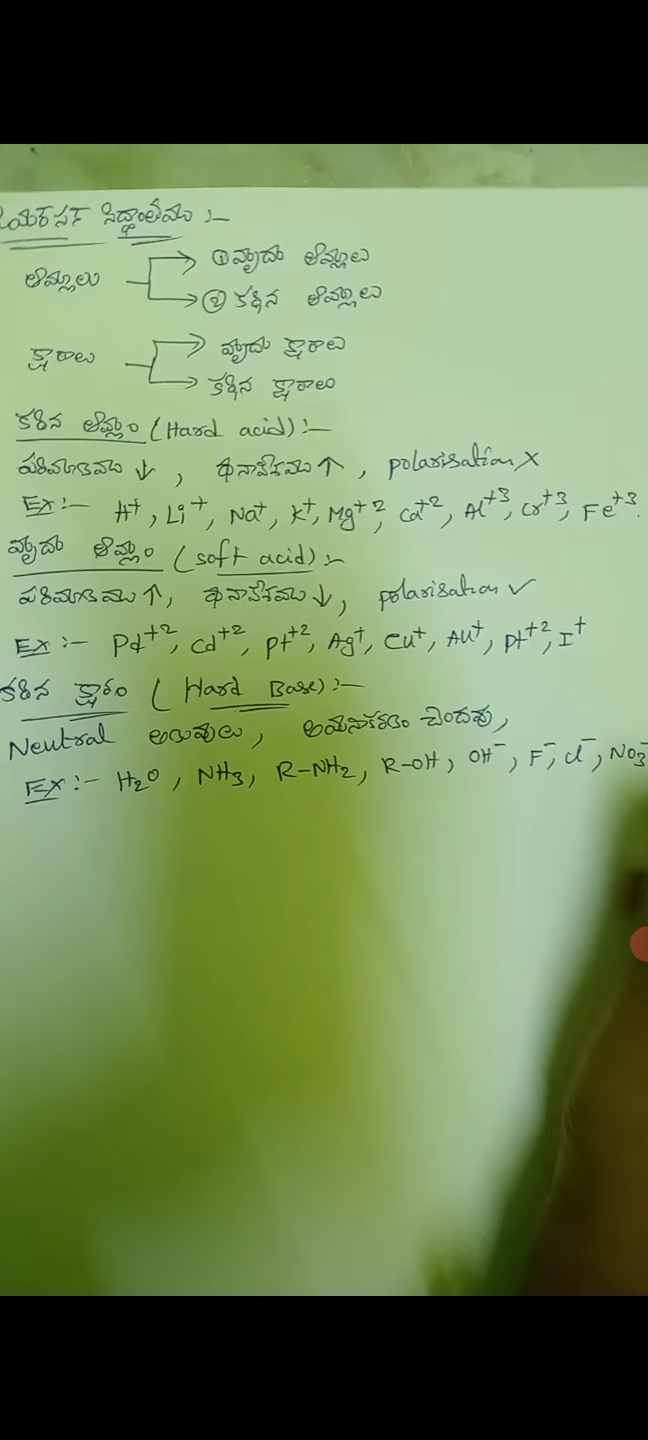 పియర్‌సన్ సిద్ధాంతము :-
ఆమ్లాలు → ① మృదు ఆమ్లాలు
→ ② కఠిన ఆమ్లాలు
క్షారాలు → మృదు క్షారాలు
→ కఠిన క్షారాలు
కఠిన ఆమ్లం (Hard acid) :-
పరిమాణము ↓, ధనావేశము ↑, polarisation X
Ex :- H+, Li+, Na+, K+, Mg+2, Ca+2, Al+3, Cr+3, Fe+3.
మృదు ఆమ్లం (soft acid) :-
పరిమాణము ↑, ధనావేశము ↓, polarisation ✓
Ex :- Pd+2, Cd+2, pt+2, Ag+, Cu+, Au+, pt+2, I+
కఠిన క్షారం (Hard Base) :-
Neutral అణువులు, అయనీకరణం చెందవు,
Ex :- H2O, NH3, R-NH2, R-OH, OH-, F-, Cl-, NO3-